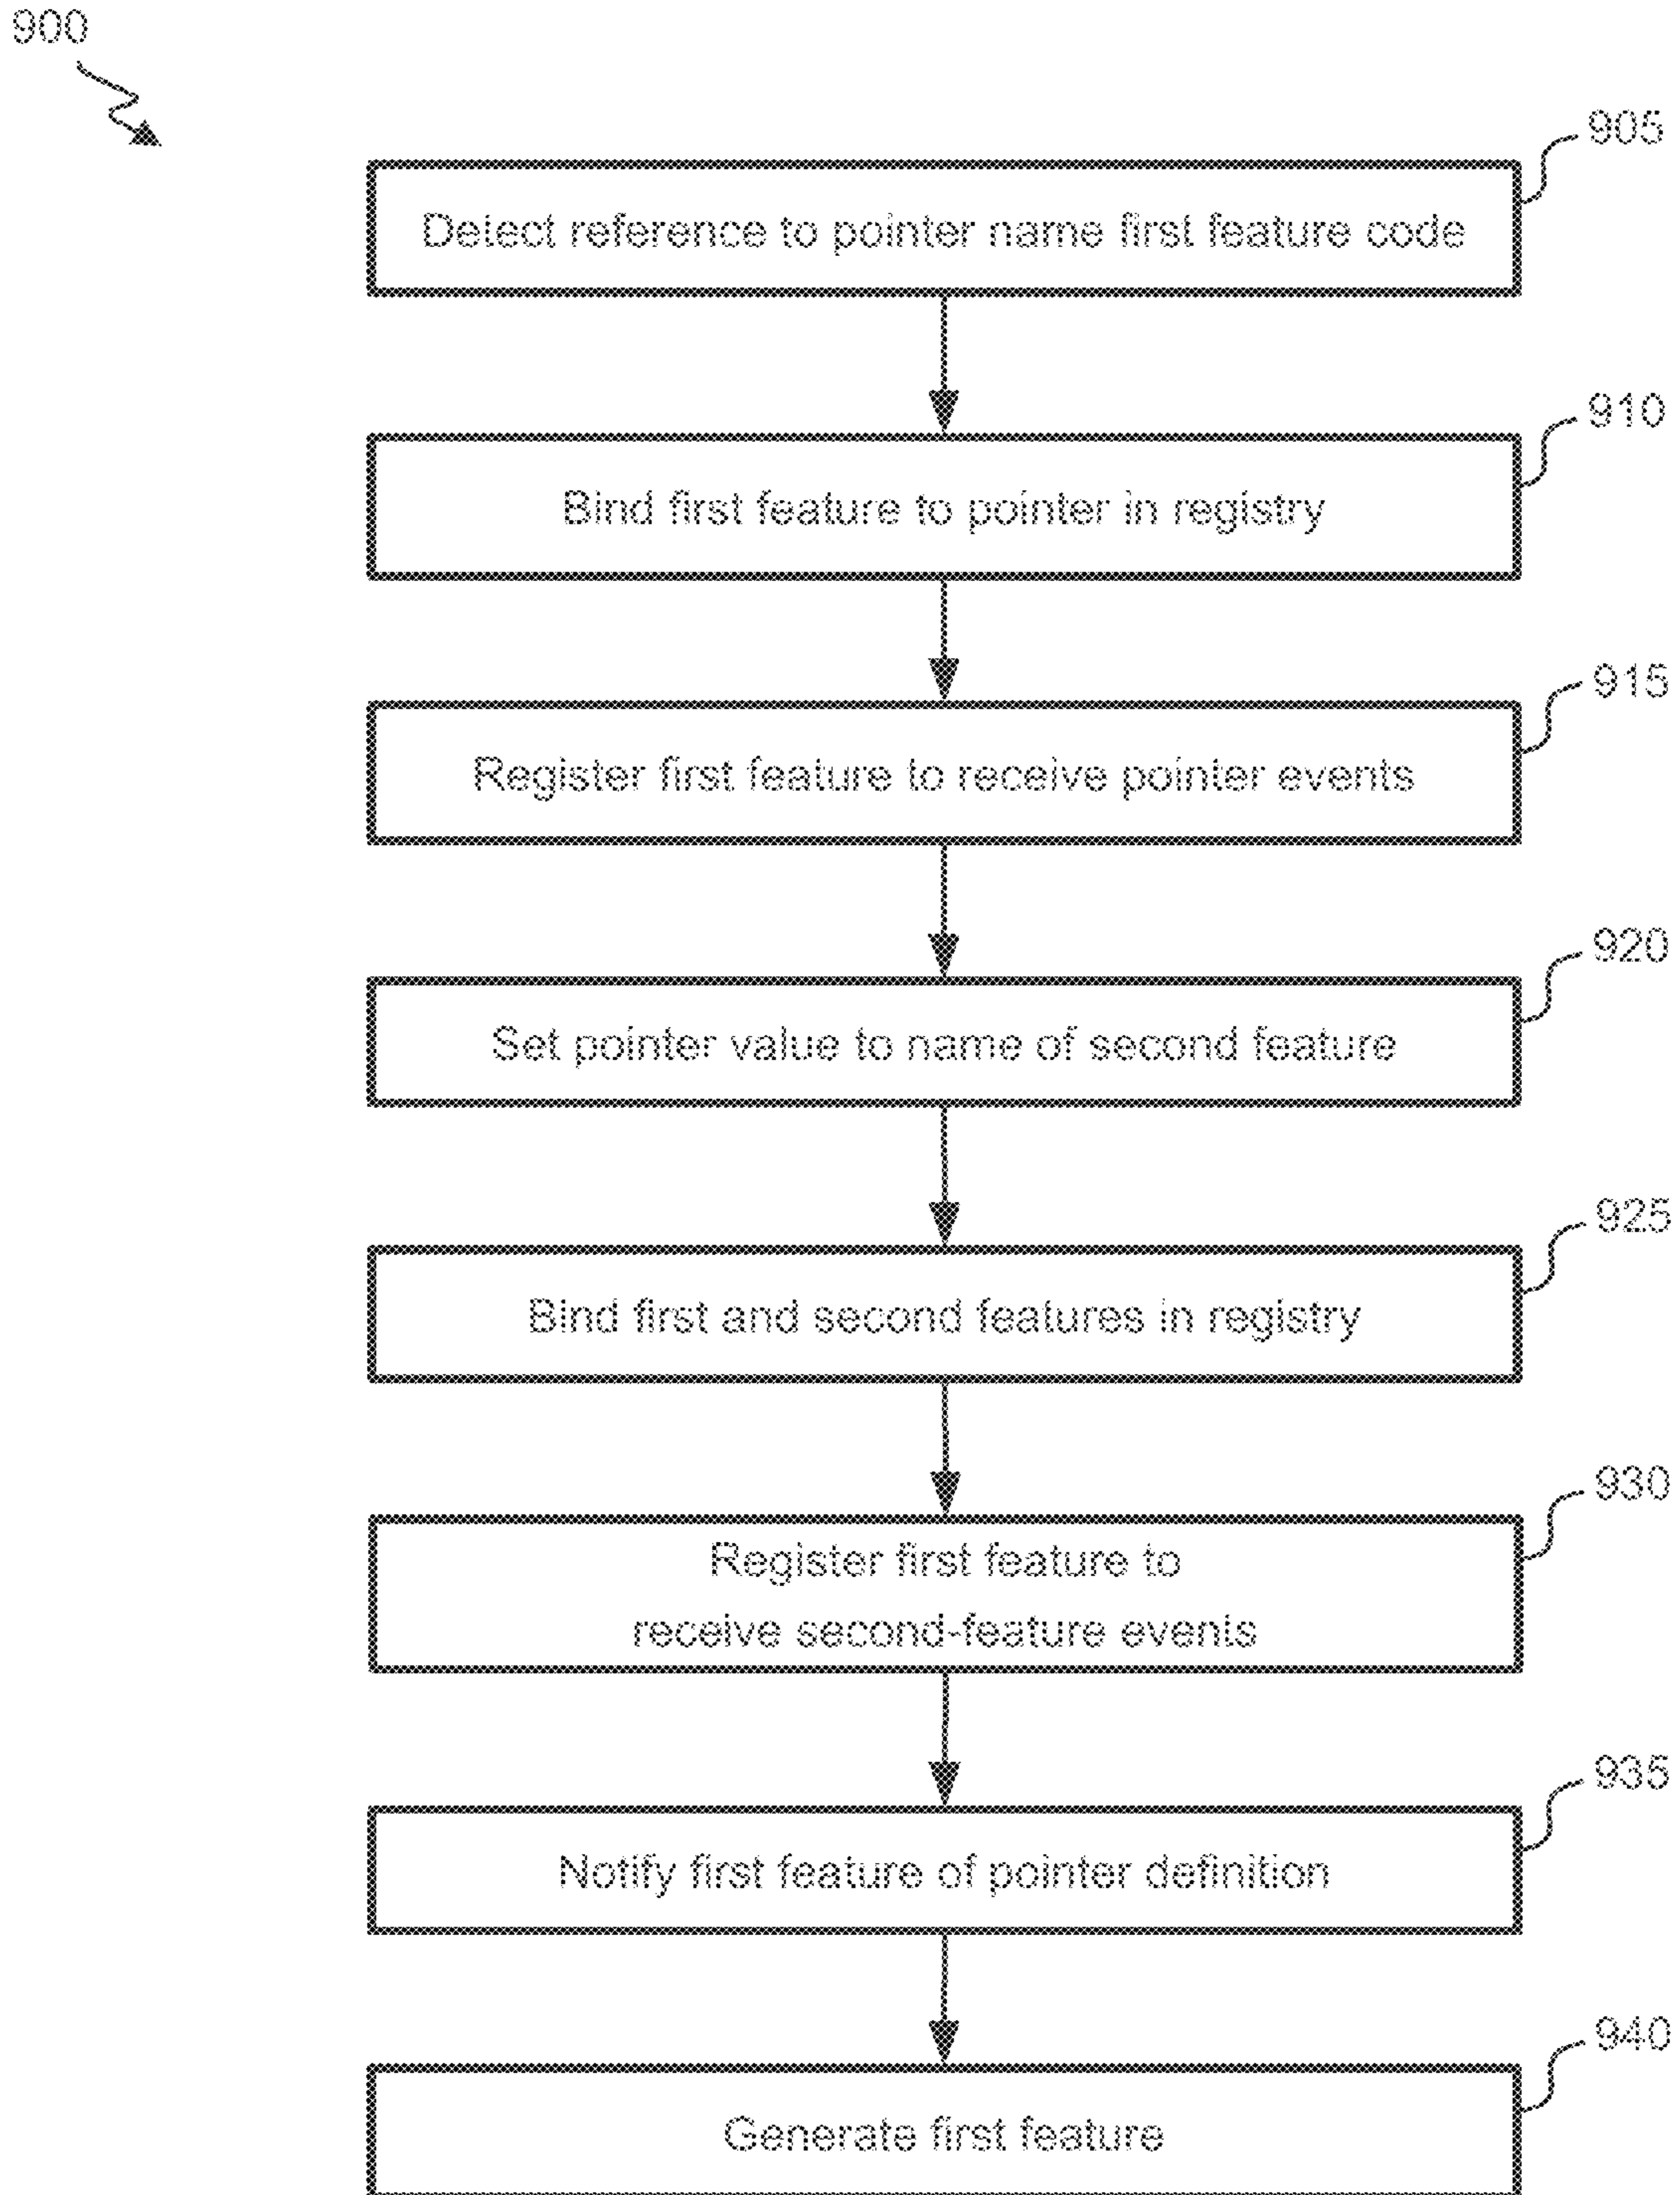 900
905
Detect reference to pointer name first feature code
910
Bind first feature to pointer in registry
915
Register first feature to receive pointer events
920
Set pointer value to name of second feature
925
Bind first and second features in registry
930
Register first feature to
receive second-feature events
935
Notify first feature of pointer definition
940
Generate first feature